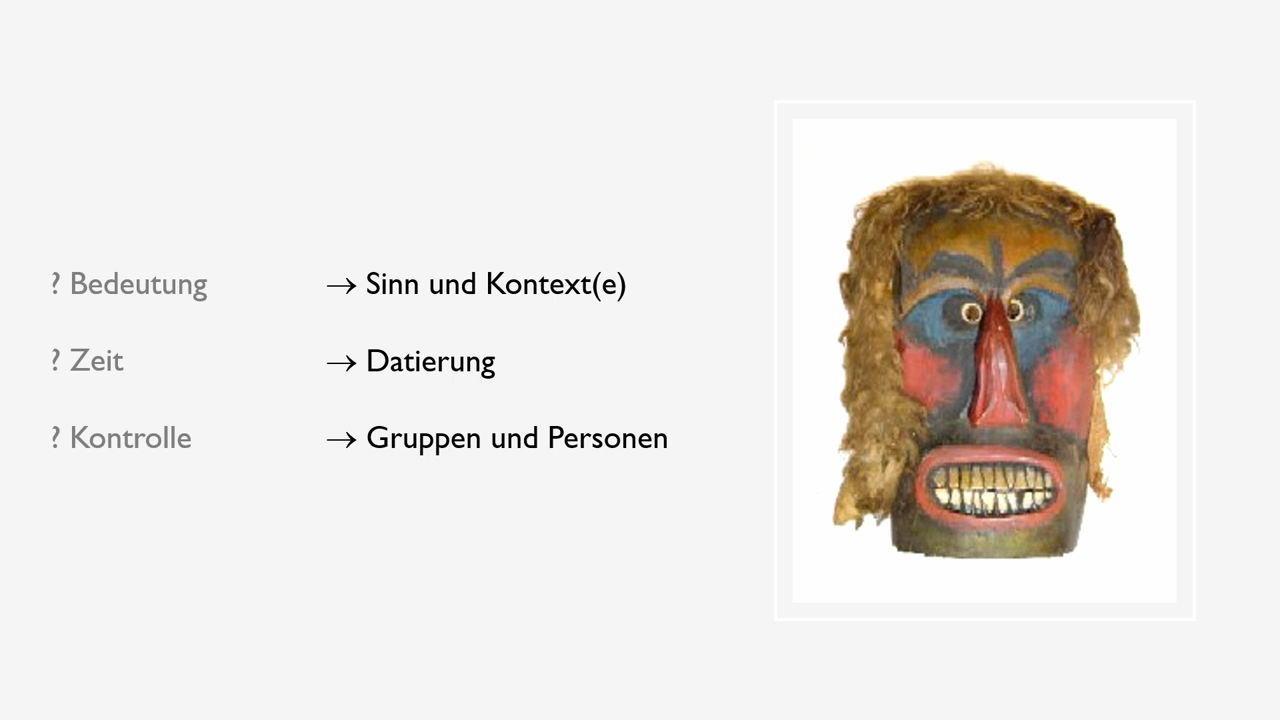 ? Bedeutung → Sinn und Kontext(e)
? Zeit → Datierung
? Kontrolle → Gruppen und Personen